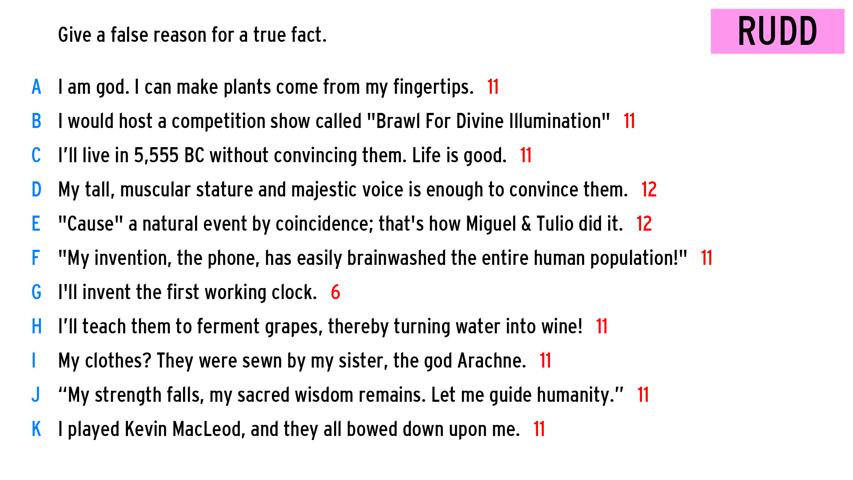 Give a false reason for a true fact.
RUDD
A I am god. I can make plants come from my fingertips. 11
B I would host a competition show called "Brawl For Divine Illumination" 11
C I’ll live in 5,555 BC without convincing them. Life is good. 11
D My tall, muscular stature and majestic voice is enough to convince them. 12
E "Cause" a natural event by coincidence; that's how Miguel & Tulio did it. 12
F "My invention, the phone, has easily brainwashed the entire human population!" 11
G I'll invent the first working clock. 6
H I’ll teach them to ferment grapes, thereby turning water into wine! 11
I My clothes? They were sewn by my sister, the god Arachne. 11
J “My strength falls, my sacred wisdom remains. Let me guide humanity.” 11
K I played Kevin MacLeod, and they all bowed down upon me. 11